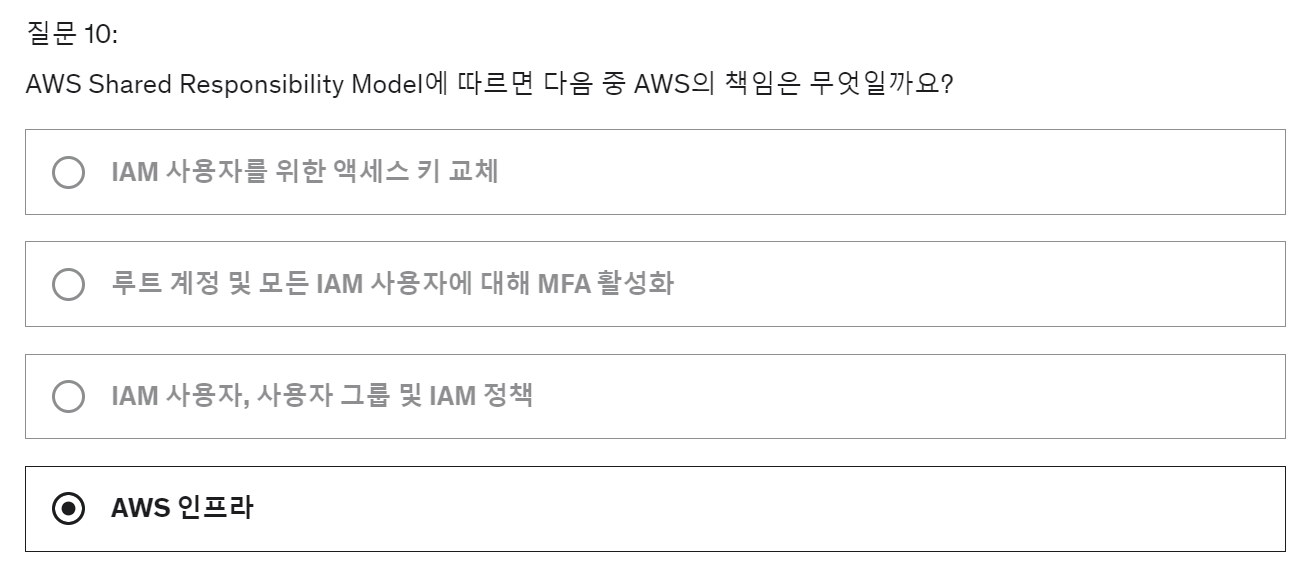 질문 10:
AWS Shared Responsibility Model에 따르면 다음 중 AWS의 책임은 무엇일까요?
IAM 사용자를 위한 액세스 키 교체
루트 계정 및 모든 IAM 사용자에 대해 MFA 활성화
IAM 사용자, 사용자 그룹 및 IAM 정책
AWS 인프라